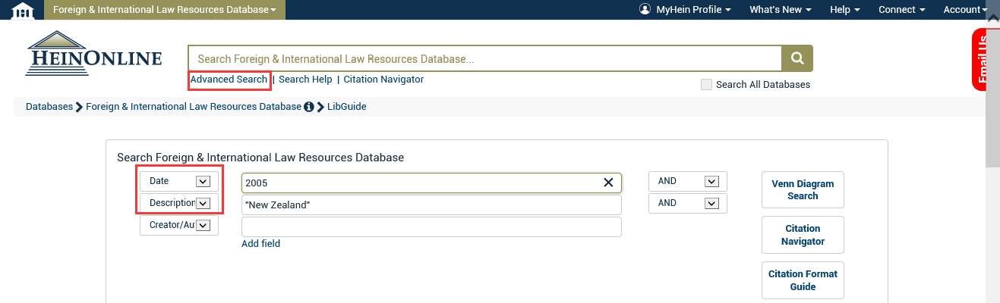 Foreign & International Law Resources Database
MyHein Profile
What's New
Help
Connect
Account
HEINONLINE
Search Foreign & International Law Resources Database...
Email Us
Advanced Search | Search Help | Citation Navigator
Search All Databases
Databases > Foreign & International Law Resources Database i > LibGuide
Search Foreign & International Law Resources Database
Date
2005
AND
Description
"New Zealand"
AND
Creator/Au
Add field
Venn Diagram
Search
Citation
Navigator
Citation Format
Guide